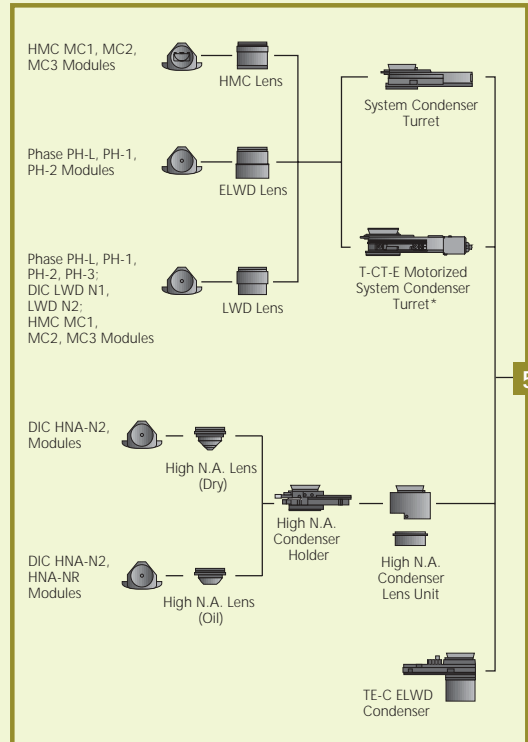 HMC MC1, MC2,
MC3 Modules
HMC Lens
System Condenser
Turret
Phase PH-L, PH-1,
PH-2 Modules
ELWD Lens
Phase PH-L, PH-1,
PH-2, PH-3;
DIC LWD N1,
LWD N2;
HMC MC1,
MC2, MC3 Modules
LWD Lens
T-CT-E Motorized
System Condenser
Turret*
5
DIC HNA-N2,
Modules
High N.A. Lens
(Dry)
High N.A.
Condenser
Holder
High N.A.
Condenser
Lens Unit
DIC HNA-N2,
HNA-NR
Modules
High N.A. Lens
(Oil)
TE-C ELWD
Condenser